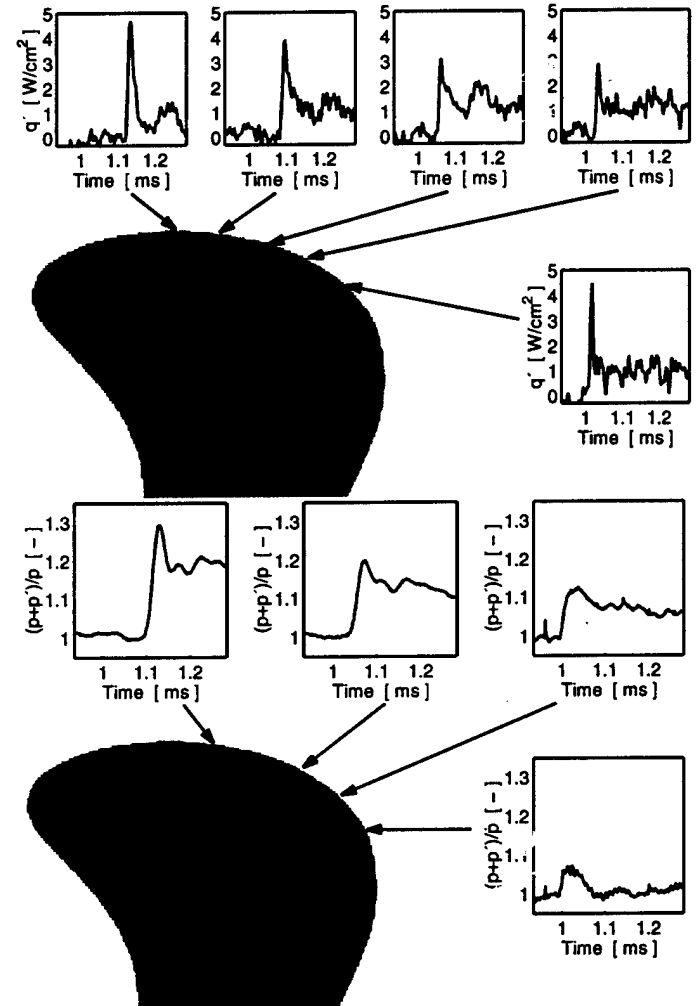 5 5 5 5
4 4 4 4
3 3 3 3
2 2 2 2
1 1 1 1
0 0 0 0
q´ [ W/cm² ]
1 1.1 1.2 1 1.1 1.2 1 1.1 1.2 1 1.1 1.2
Time [ ms ] Time [ ms ] Time [ ms ] Time [ ms ]
5
4
3
2
1
0
q´ [ W/cm² ]
1 1.1 1.2
Time [ ms ]
(p+p´)/p [ – ] (p+p´)/p [ – ] (p+p´)/p [ – ]
1.3 1.3 1.3
1.2 1.2 1.2
1.1 1.1 1.1
1 1 1
1 1.1 1.2 1 1.1 1.2 1 1.1 1.2
Time [ ms ] Time [ ms ] Time [ ms ]
(p+p´)/p [ – ]
1.3
1.2
1
1 1.1 1.2
Time [ ms ]